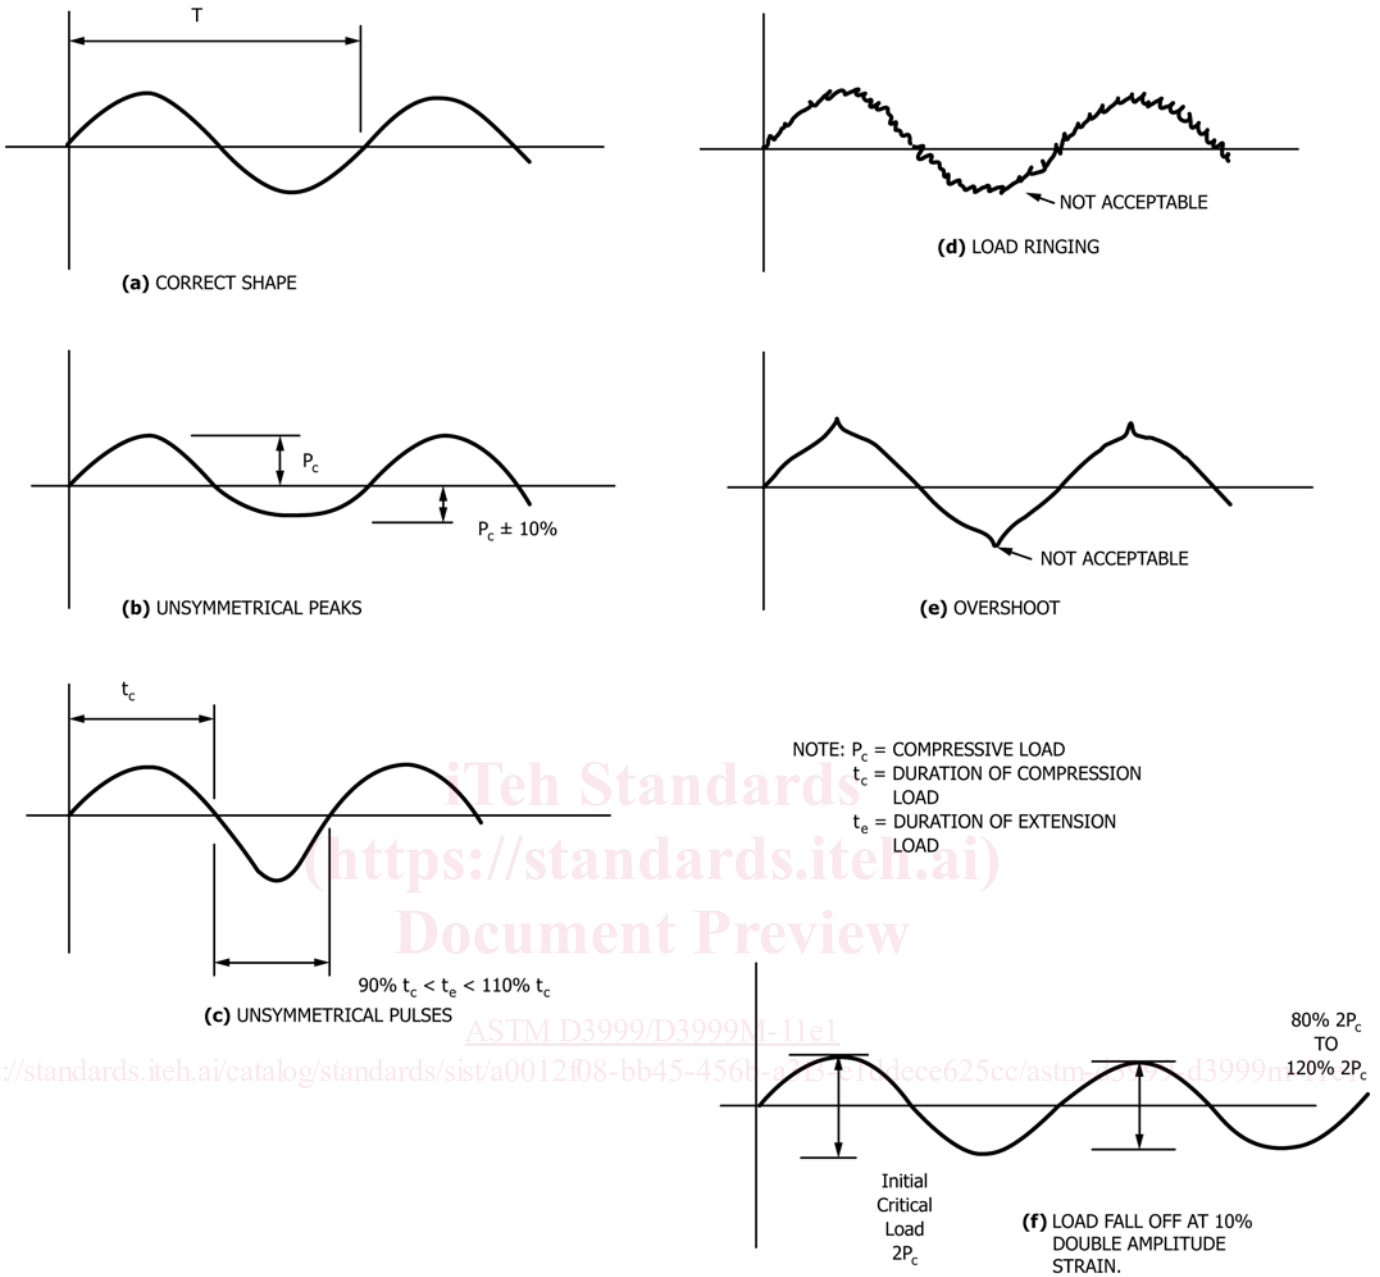 T
(a) CORRECT SHAPE
NOT ACCEPTABLE
(d) LOAD RINGING
Pc
Pc ± 10%
(b) UNSYMMETRICAL PEAKS
NOT ACCEPTABLE
(e) OVERSHOOT
tc
90% tc < te < 110% tc
(c) UNSYMMETRICAL PULSES
NOTE: Pc = COMPRESSIVE LOAD
tc = DURATION OF COMPRESSION
LOAD
te = DURATION OF EXTENSION
LOAD
iTeh Standards
(https://standards.iteh.ai)
Document Preview
ASTM D3999/D3999M-11e1
80% 2Pc
TO
120% 2Pc
Initial
Critical
Load
2Pc
(f) LOAD FALL OFF AT 10%
DOUBLE AMPLITUDE
STRAIN.